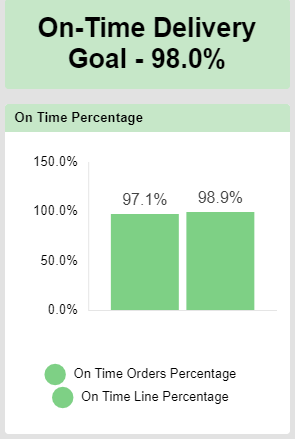 On-Time Delivery
Goal - 98.0%
On Time Percentage
150.0%
100.0%
50.0%
0.0%
97.1%
98.9%
On Time Orders Percentage
On Time Line Percentage